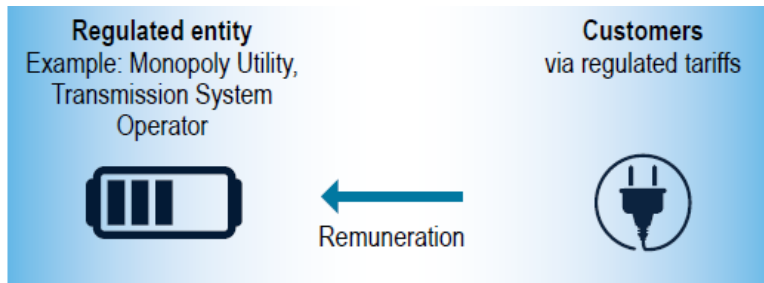 Regulated entity
Example: Monopoly Utility,
Transmission System
Operator
Customers
via regulated tariffs
Remuneration